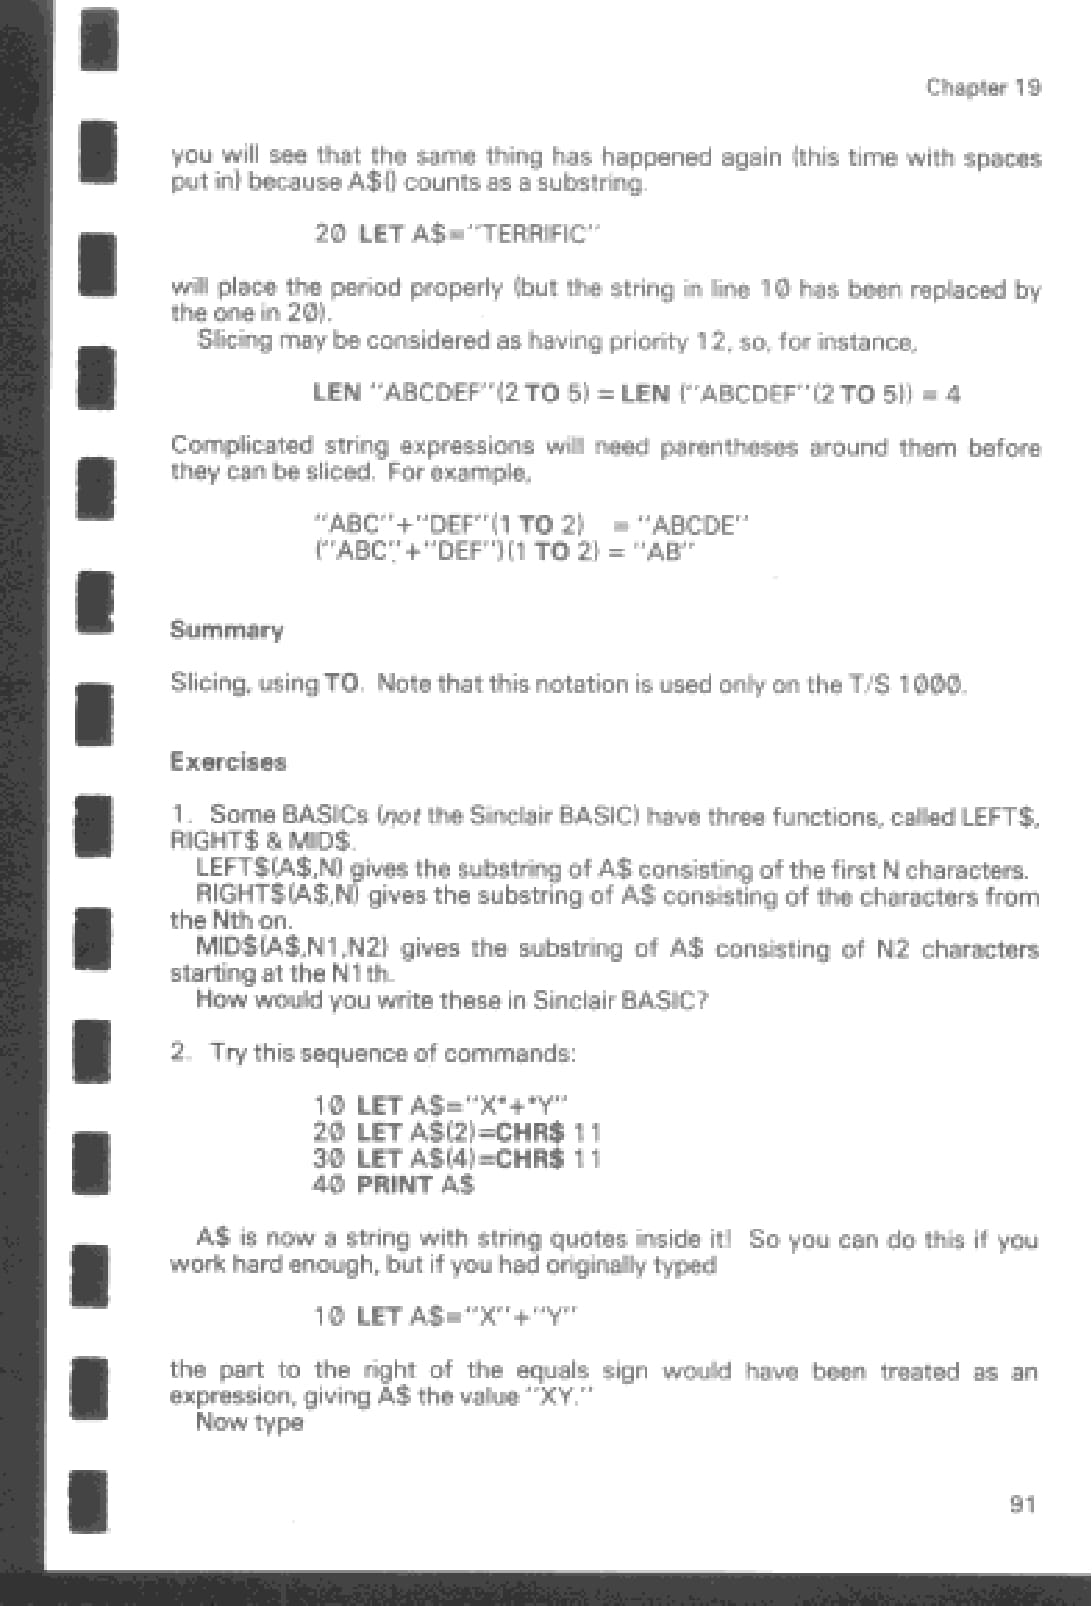 Chapter 19
you will see that the same thing has happened again (this time with spaces
put in) because A$() counts as a substring.
20 LET A$="TERRIFIC"
will place the period properly (but the string in line 10 has been replaced by
the one in 20).
Slicing may be considered as having priority 12, so, for instance,
LEN "ABCDEF"(2 TO 5) = LEN ("ABCDEF"(2 TO 5)) = 4
Complicated string expressions will need parentheses around them before
they can be sliced. For example,
"ABC"+"DEF"(1 TO 2) = "ABCDE"
("ABC"+"DEF")(1 TO 2) = "AB"
Summary
Slicing, using TO. Note that this notation is used only on the T/S 1000.
Exercises
1. Some BASICs (not the Sinclair BASIC) have three functions, called LEFT$,
RIGHT$ & MID$.
LEFT$(A$,N) gives the substring of A$ consisting of the first N characters.
RIGHT$(A$,N) gives the substring of A$ consisting of the characters from
the Nth on.
MID$(A$,N1,N2) gives the substring of A$ consisting of N2 characters
starting at the N1th.
How would you write these in Sinclair BASIC?
2. Try this sequence of commands:
10 LET A$="X*+*Y"
20 LET A$(2)=CHR$ 11
30 LET A$(4)=CHR$ 11
40 PRINT A$
A$ is now a string with string quotes inside it! So you can do this if you
work hard enough, but if you had originally typed
10 LET A$="X"+"Y"
the part to the right of the equals sign would have been treated as an
expression, giving A$ the value "XY."
Now type
91